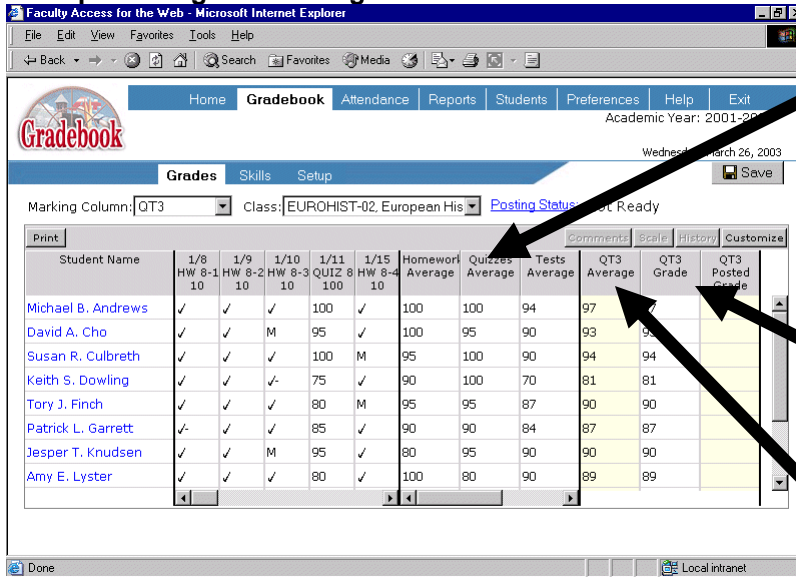 Faculty Access for the Web - Microsoft Internet Explorer
File Edit View Favorites Tools Help
Back Search Favorites Media
Home Gradebook Attendance Reports Students Preferences Help Exit
Gradebook
Academic Year: 2001-20
March 26, 2003
Grades Skills Setup Save
Marking Column: QT3 Class: EUROHIST-02, European His Posting Status: Ready
Print Comments Scale History Customize
Student Name 1/8 HW 8-1 10 1/9 HW 8-2 10 1/10 HW 8-3 10 1/11 QUIZ 8 100 1/15 HW 8-4 10 Homework Average Quizzes Average Tests Average QT3 Average QT3 Grade QT3 Posted Grade
Michael B. Andrews ✓ ✓ ✓ 100 ✓ 100 100 94 97
David A. Cho ✓ ✓ M 95 ✓ 100 95 90 93
Susan R. Culbreth ✓ ✓ ✓ 100 M 95 100 90 94 94
Keith S. Dowling ✓ ✓ ✓- 75 ✓ 90 100 70 81 81
Tory J. Finch ✓ ✓ ✓ 80 M 95 95 87 90 90
Patrick L. Garrett ✓- ✓ ✓ 85 ✓ 90 90 84 87 87
Jesper T. Knudsen ✓ ✓ M 95 ✓ 80 95 90 90 90
Amy E. Lyster ✓ ✓ ✓ 80 ✓ 100 80 90 89 89
Done Local intranet